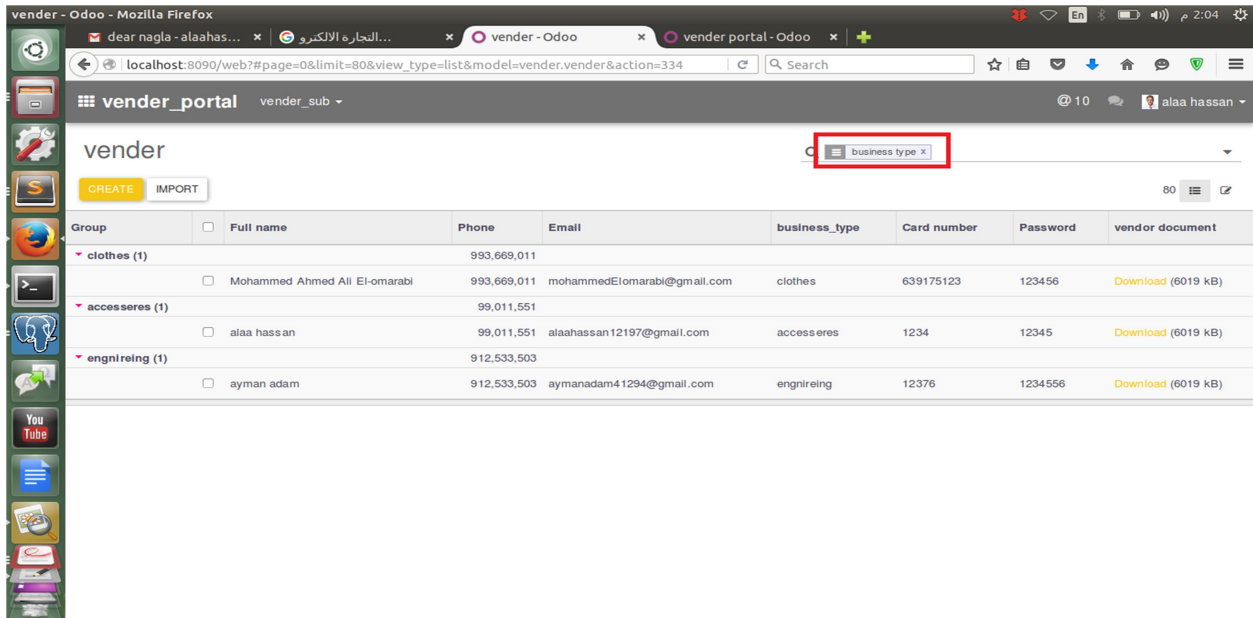 vender - Odoo - Mozilla Firefox En م 2:04
dear nagla - alaahas... × التجارة الالكترو... × vender - Odoo × vender portal - Odoo ×
localhost:8090/web?#page=0&limit=80&view_type=list&model=vender.vender&action=334 Search
vender_portal vender_sub @ 10 alaa hassan
vender business type x
CREATE IMPORT 80
Group Full name Phone Email business_type Card number Password vendor document
clothes (1) 993,669,011
Mohammed Ahmed Ali El-omarabi 993,669,011 mohammedElomarabi@gmail.com clothes 639175123 123456 Download (6019 kB)
accesseres (1) 99,011,551
alaa hassan 99,011,551 alaahassan12197@gmail.com accesseres 1234 12345 Download (6019 kB)
engnireing (1) 912,533,503
ayman adam 912,533,503 aymanadam41294@gmail.com engnireing 12376 1234556 Download (6019 kB)
You
Tube